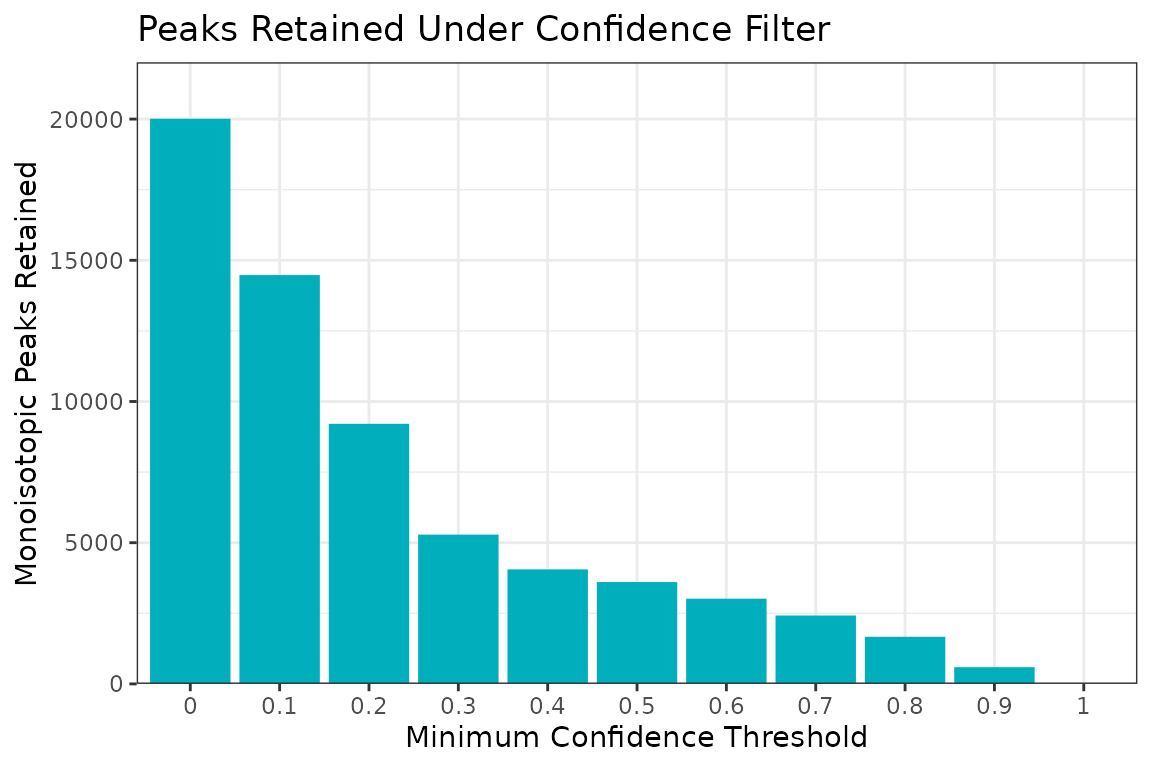 Peaks Retained Under Confidence Filter
Monoisotopic Peaks Retained
20000
15000
10000
5000
0
0 0.1 0.2 0.3 0.4 0.5 0.6 0.7 0.8 0.9 1
Minimum Confidence Threshold